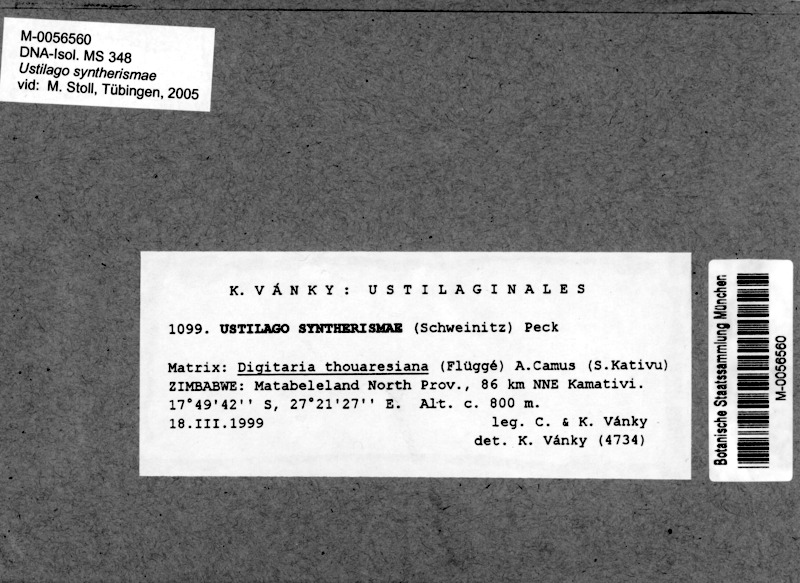 M-0056560
DNA-Isol. MS 348
Ustilago syntherismae
vid: M. Stoll, Tübingen, 2005
K. VÁNKY: USTILAGINALES
1099. USTILAGO SYNTHERISMAE (Schweinitz) Peck
Matrix: Digitaria thouaresiana (Flüggé) A.Camus (S.Kativu)
ZIMBABWE: Matabeleland North Prov., 86 km NNE Kamativi.
17°49'42'' S, 27°21'27'' E. Alt. c. 800 m.
18.III.1999 leg. C. & K. Vánky
det. K. Vánky (4734)
Botanische Staatssammlung München
M-0056560